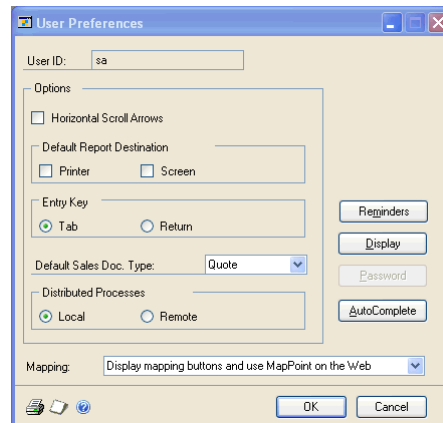 User Preferences
User ID: sa
Options
Horizontal Scroll Arrows
Default Report Destination
Printer Screen
Entry Key
Tab Return
Reminders
Display
Default Sales Doc. Type: Quote
Password
Distributed Processes
Local Remote
AutoComplete
Mapping: Display mapping buttons and use MapPoint on the Web
OK Cancel